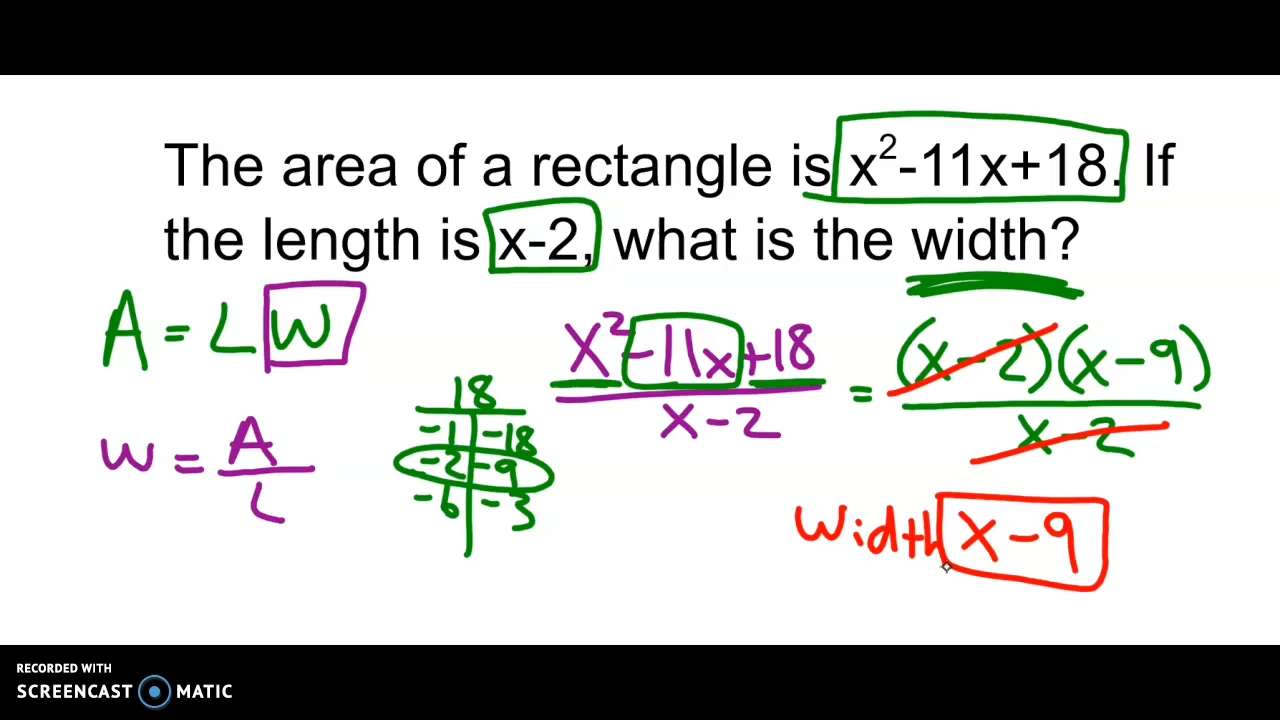 The area of a rectangle is x²-11x+18. If
the length is x-2, what is the width?
A = L W
w = A/L
18
-1 | -18
-2 | -9
-6 | -3
x² - 11x + 18 / x - 2 = (x - 2)(x - 9) / x - 2
Width x - 9
RECORDED WITH
SCREENCAST MATIC